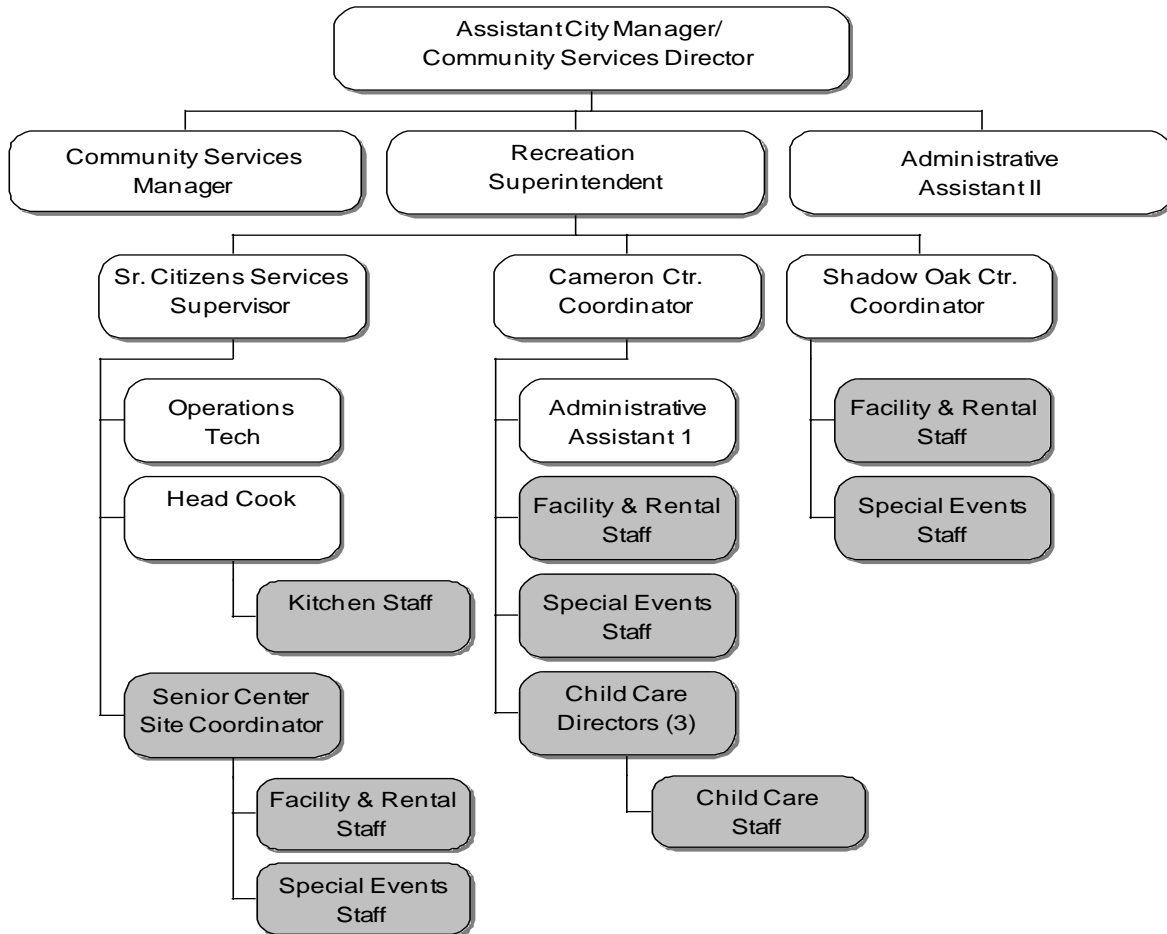 Assistant City Manager/
Community Services Director
Community Services
Manager
Recreation
Superintendent
Administrative
Assistant II
Sr. Citizens Services
Supervisor
Cameron Ctr.
Coordinator
Shadow Oak Ctr.
Coordinator
Operations
Tech
Head Cook
Kitchen Staff
Senior Center
Site Coordinator
Facility & Rental
Staff
Special Events
Staff
Administrative
Assistant 1
Facility & Rental
Staff
Special Events
Staff
Child Care
Directors (3)
Child Care
Staff
Facility & Rental
Staff
Special Events
Staff